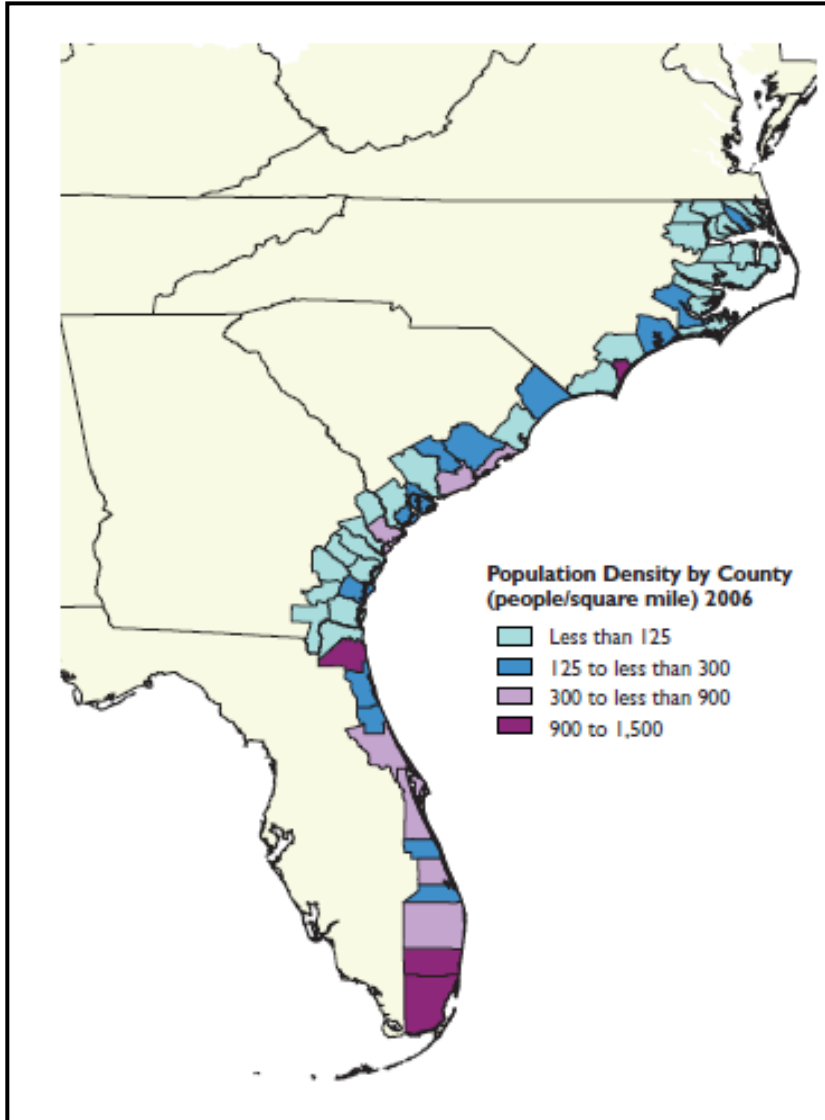 Population Density by County
(people/square mile) 2006
Less than 125
125 to less than 300
300 to less than 900
900 to 1,500